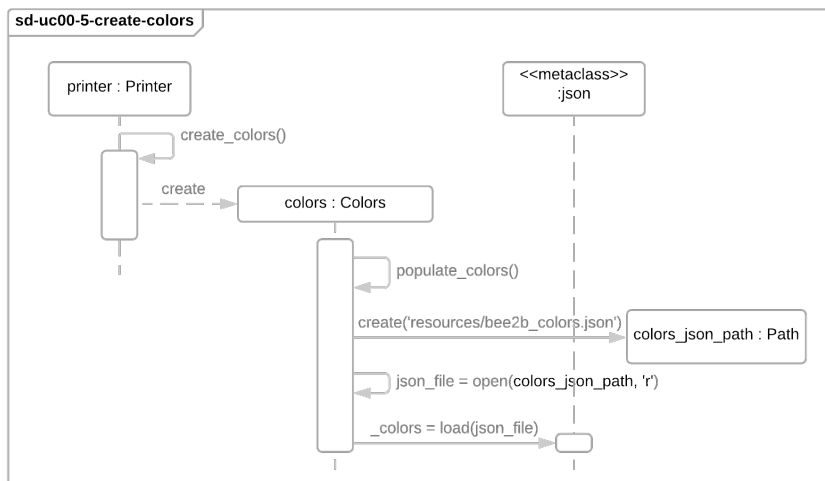 sd-uc00-5-create-colors
printer : Printer
<<metaclass>>
:json
create_colors()
create
colors : Colors
populate_colors()
create('resources/bee2b_colors.json')
colors_json_path : Path
json_file = open(colors_json_path, 'r')
_colors = load(json_file)